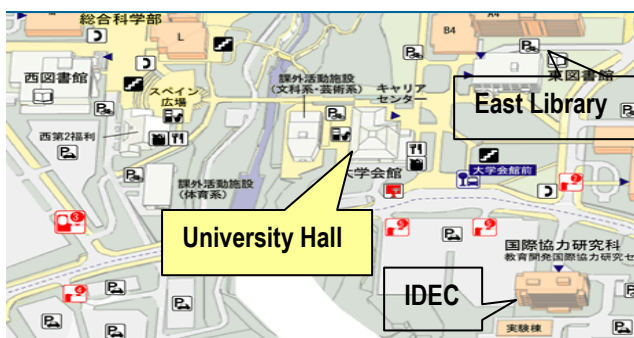 総合科学部
L
B4
西図書館
スペイン
広場
課外活動施設
(文科系・芸術系)
キャリア
センター
東図書館
East Library
西第2福利
課外活動施設
(体育系)
大学会館
大学会館前
University Hall
国際協力研究科
教育開発国際協力研究セ
IDEC
実験棟